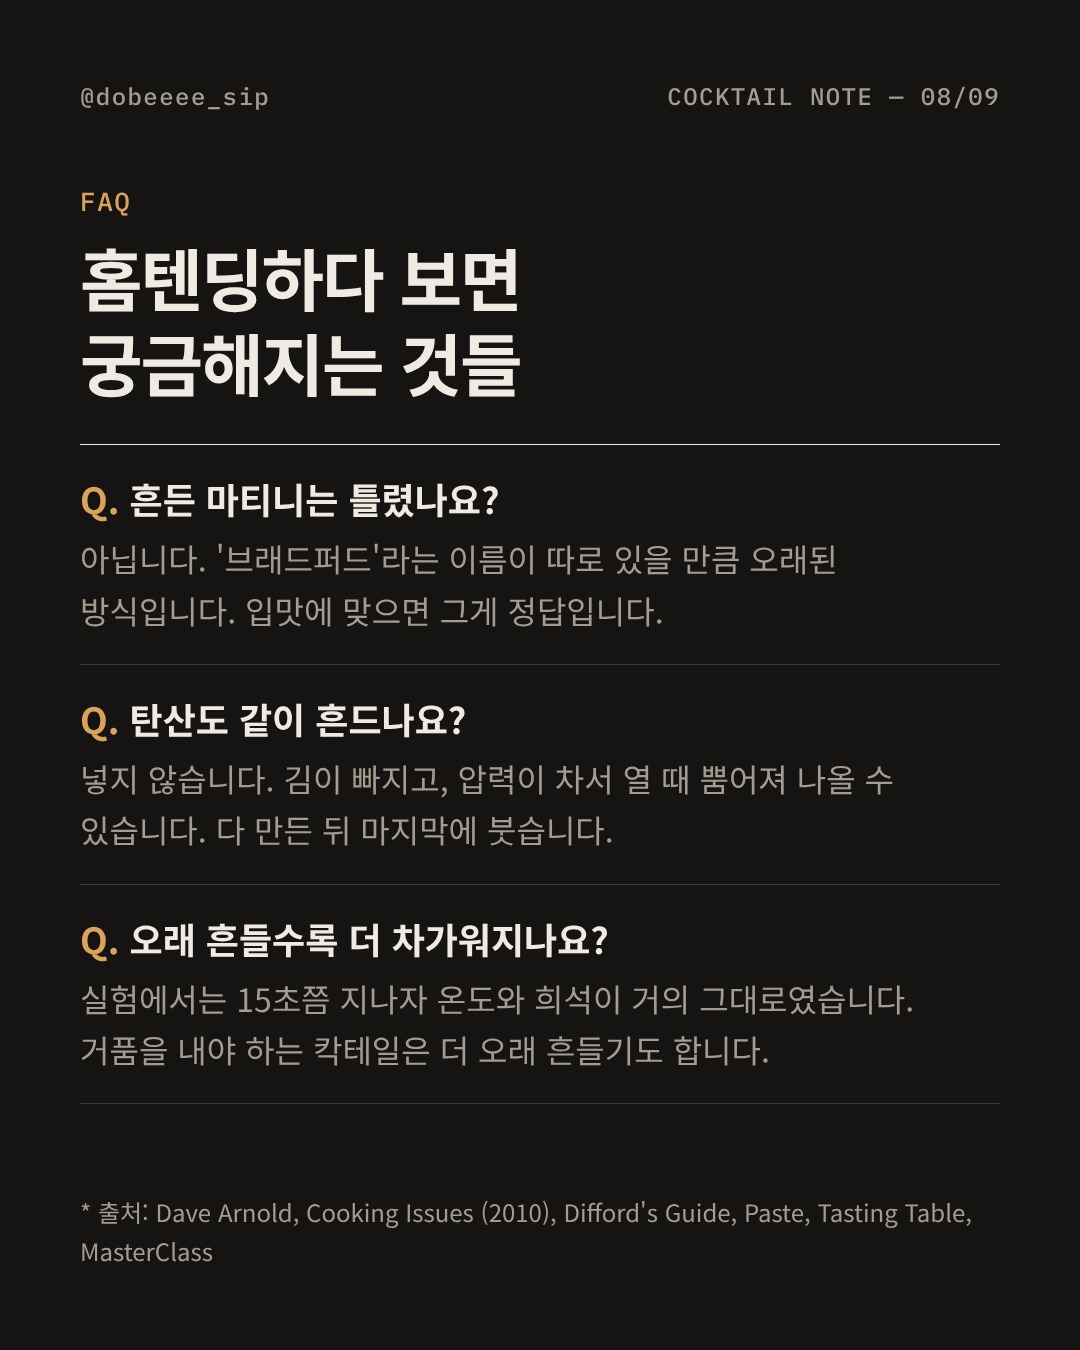 @dobeeee_sip
COCKTAIL NOTE — 08/09
FAQ
홈텐딩하다 보면
궁금해지는 것들
Q. 흔든 마티니는 틀렸나요?
아닙니다. '브래드퍼드'라는 이름이 따로 있을 만큼 오래된
방식입니다. 입맛에 맞으면 그게 정답입니다.
Q. 탄산도 같이 흔드나요?
넣지 않습니다. 김이 빠지고, 압력이 차서 열 때 뿜어져 나올 수
있습니다. 다 만든 뒤 마지막에 붓습니다.
Q. 오래 흔들수록 더 차가워지나요?
실험에서는 15초쯤 지나자 온도와 희석이 거의 그대로였습니다.
거품을 내야 하는 칵테일은 더 오래 흔들기도 합니다.
* 출처: Dave Arnold, Cooking Issues (2010), Difford's Guide, Paste, Tasting Table,
MasterClass